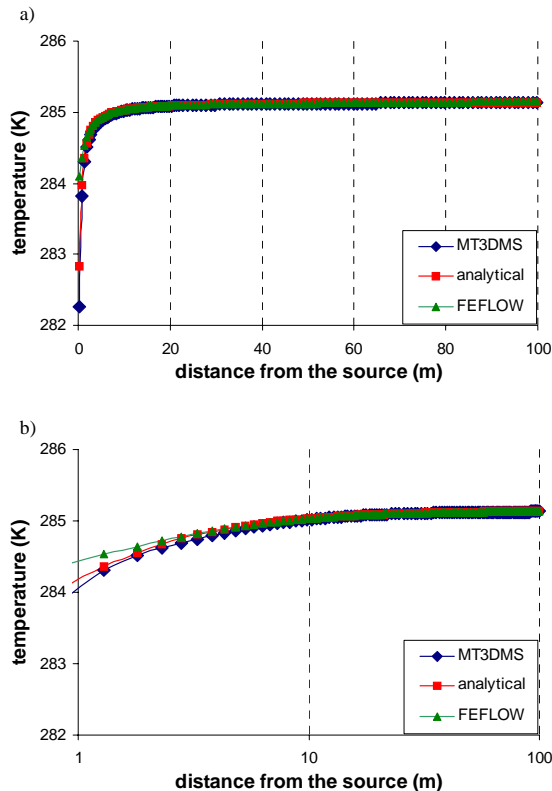 a)
286
285
284
283
282
temperature (K)
MT3DMS
analytical
FEFLOW
0 20 40 60 80 100
distance from the source (m)
b)
286
285
284
283
282
temperature (K)
MT3DMS
analytical
FEFLOW
1 10 100
distance from the source (m)